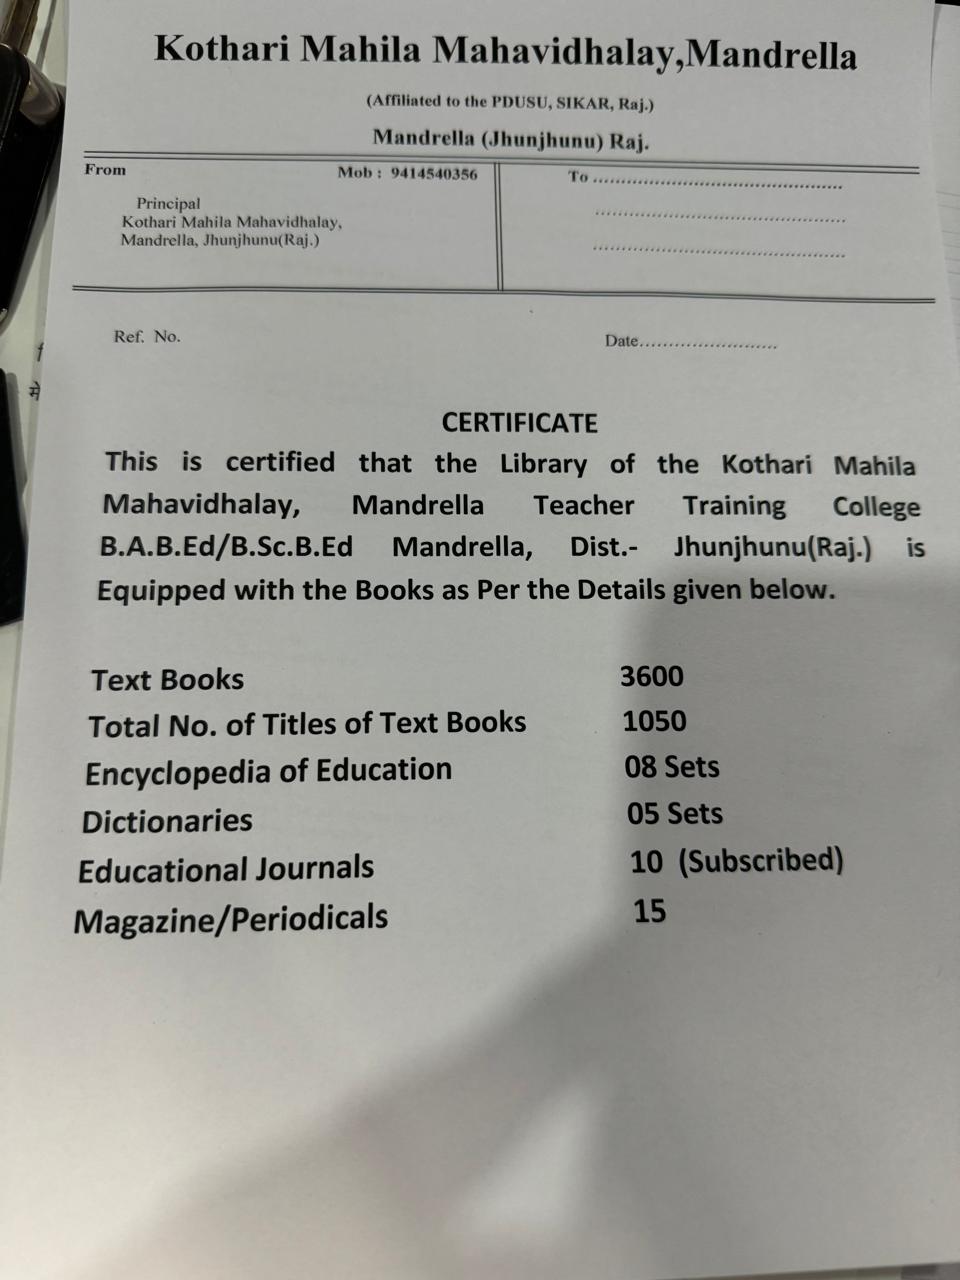 Kothari Mahila Mahavidhalay,Mandrella
(Affiliated to the PDUSU, SIKAR, Raj.)
Mandrella (Jhunjhunu) Raj.
From Mob : 9414540356
Principal
Kothari Mahila Mahavidhalay,
Mandrella, Jhunjhunu(Raj.)
To ..................................................
..................................................
..................................................
Ref. No. Date.......................
CERTIFICATE
This is certified that the Library of the Kothari Mahila
Mahavidhalay, Mandrella Teacher Training College
B.A.B.Ed/B.Sc.B.Ed Mandrella, Dist.- Jhunjhunu(Raj.) is
Equipped with the Books as Per the Details given below.
Text Books 3600
Total No. of Titles of Text Books 1050
Encyclopedia of Education 08 Sets
Dictionaries 05 Sets
Educational Journals 10 (Subscribed)
Magazine/Periodicals 15
में